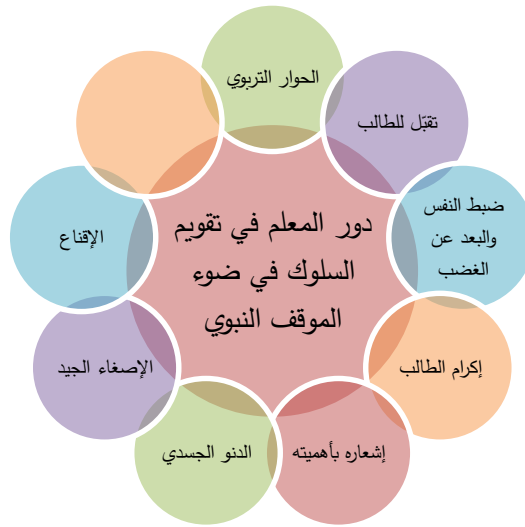 الحوار التربوي
تقبّل للطالب
ضبط النفس
والبعد عن
الغضب
إكرام الطالب
إشعاره بأهميته
الدنو الجسدي
الإصغاء الجيد
الإقناع
دور المعلم في تقويم
السلوك في ضوء
الموقف النبوي